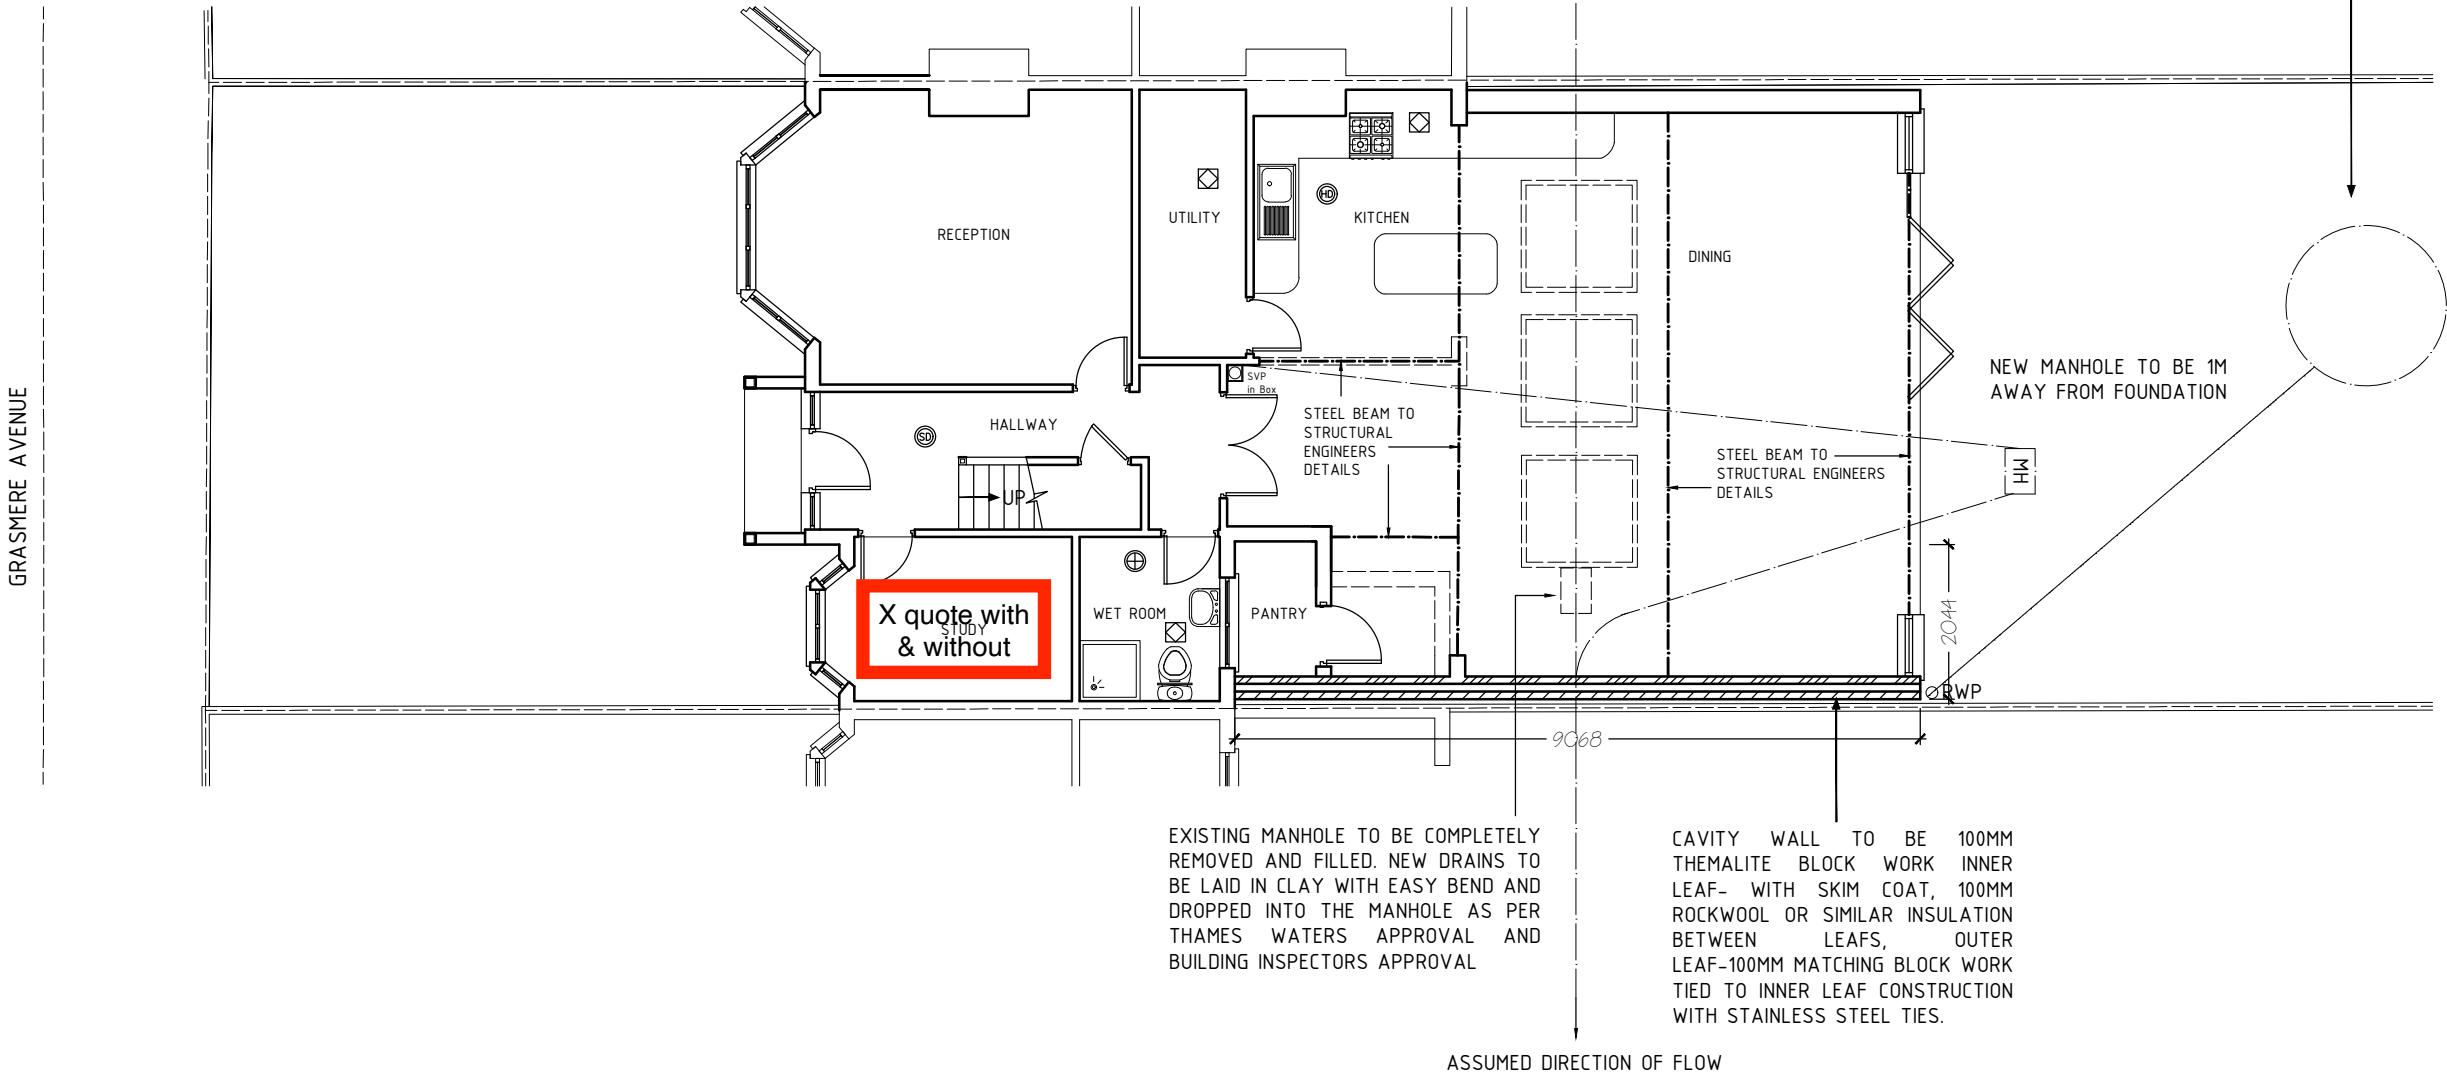 GRASMERE AVENUE
RECEPTION
UTILITY
HD
KITCHEN
DINING
NEW MANHOLE TO BE 1M
AWAY FROM FOUNDATION
SVP
in Box
STEEL BEAM TO
STRUCTURAL
ENGINEERS
DETAILS
HALLWAY
SD
UP
STEEL BEAM TO
STRUCTURAL ENGINEERS
DETAILS
MH
X quote with
& without
STUDY
WET ROOM
PANTRY
2044
RWP
9068
EXISTING MANHOLE TO BE COMPLETELY
REMOVED AND FILLED. NEW DRAINS TO
BE LAID IN CLAY WITH EASY BEND AND
DROPPED INTO THE MANHOLE AS PER
THAMES WATERS APPROVAL AND
BUILDING INSPECTORS APPROVAL
CAVITY WALL TO BE 100MM
THEMALITE BLOCK WORK INNER
LEAF- WITH SKIM COAT, 100MM
ROCKWOOL OR SIMILAR INSULATION
BETWEEN LEAFS, OUTER
LEAF-100MM MATCHING BLOCK WORK
TIED TO INNER LEAF CONSTRUCTION
WITH STAINLESS STEEL TIES.
ASSUMED DIRECTION OF FLOW